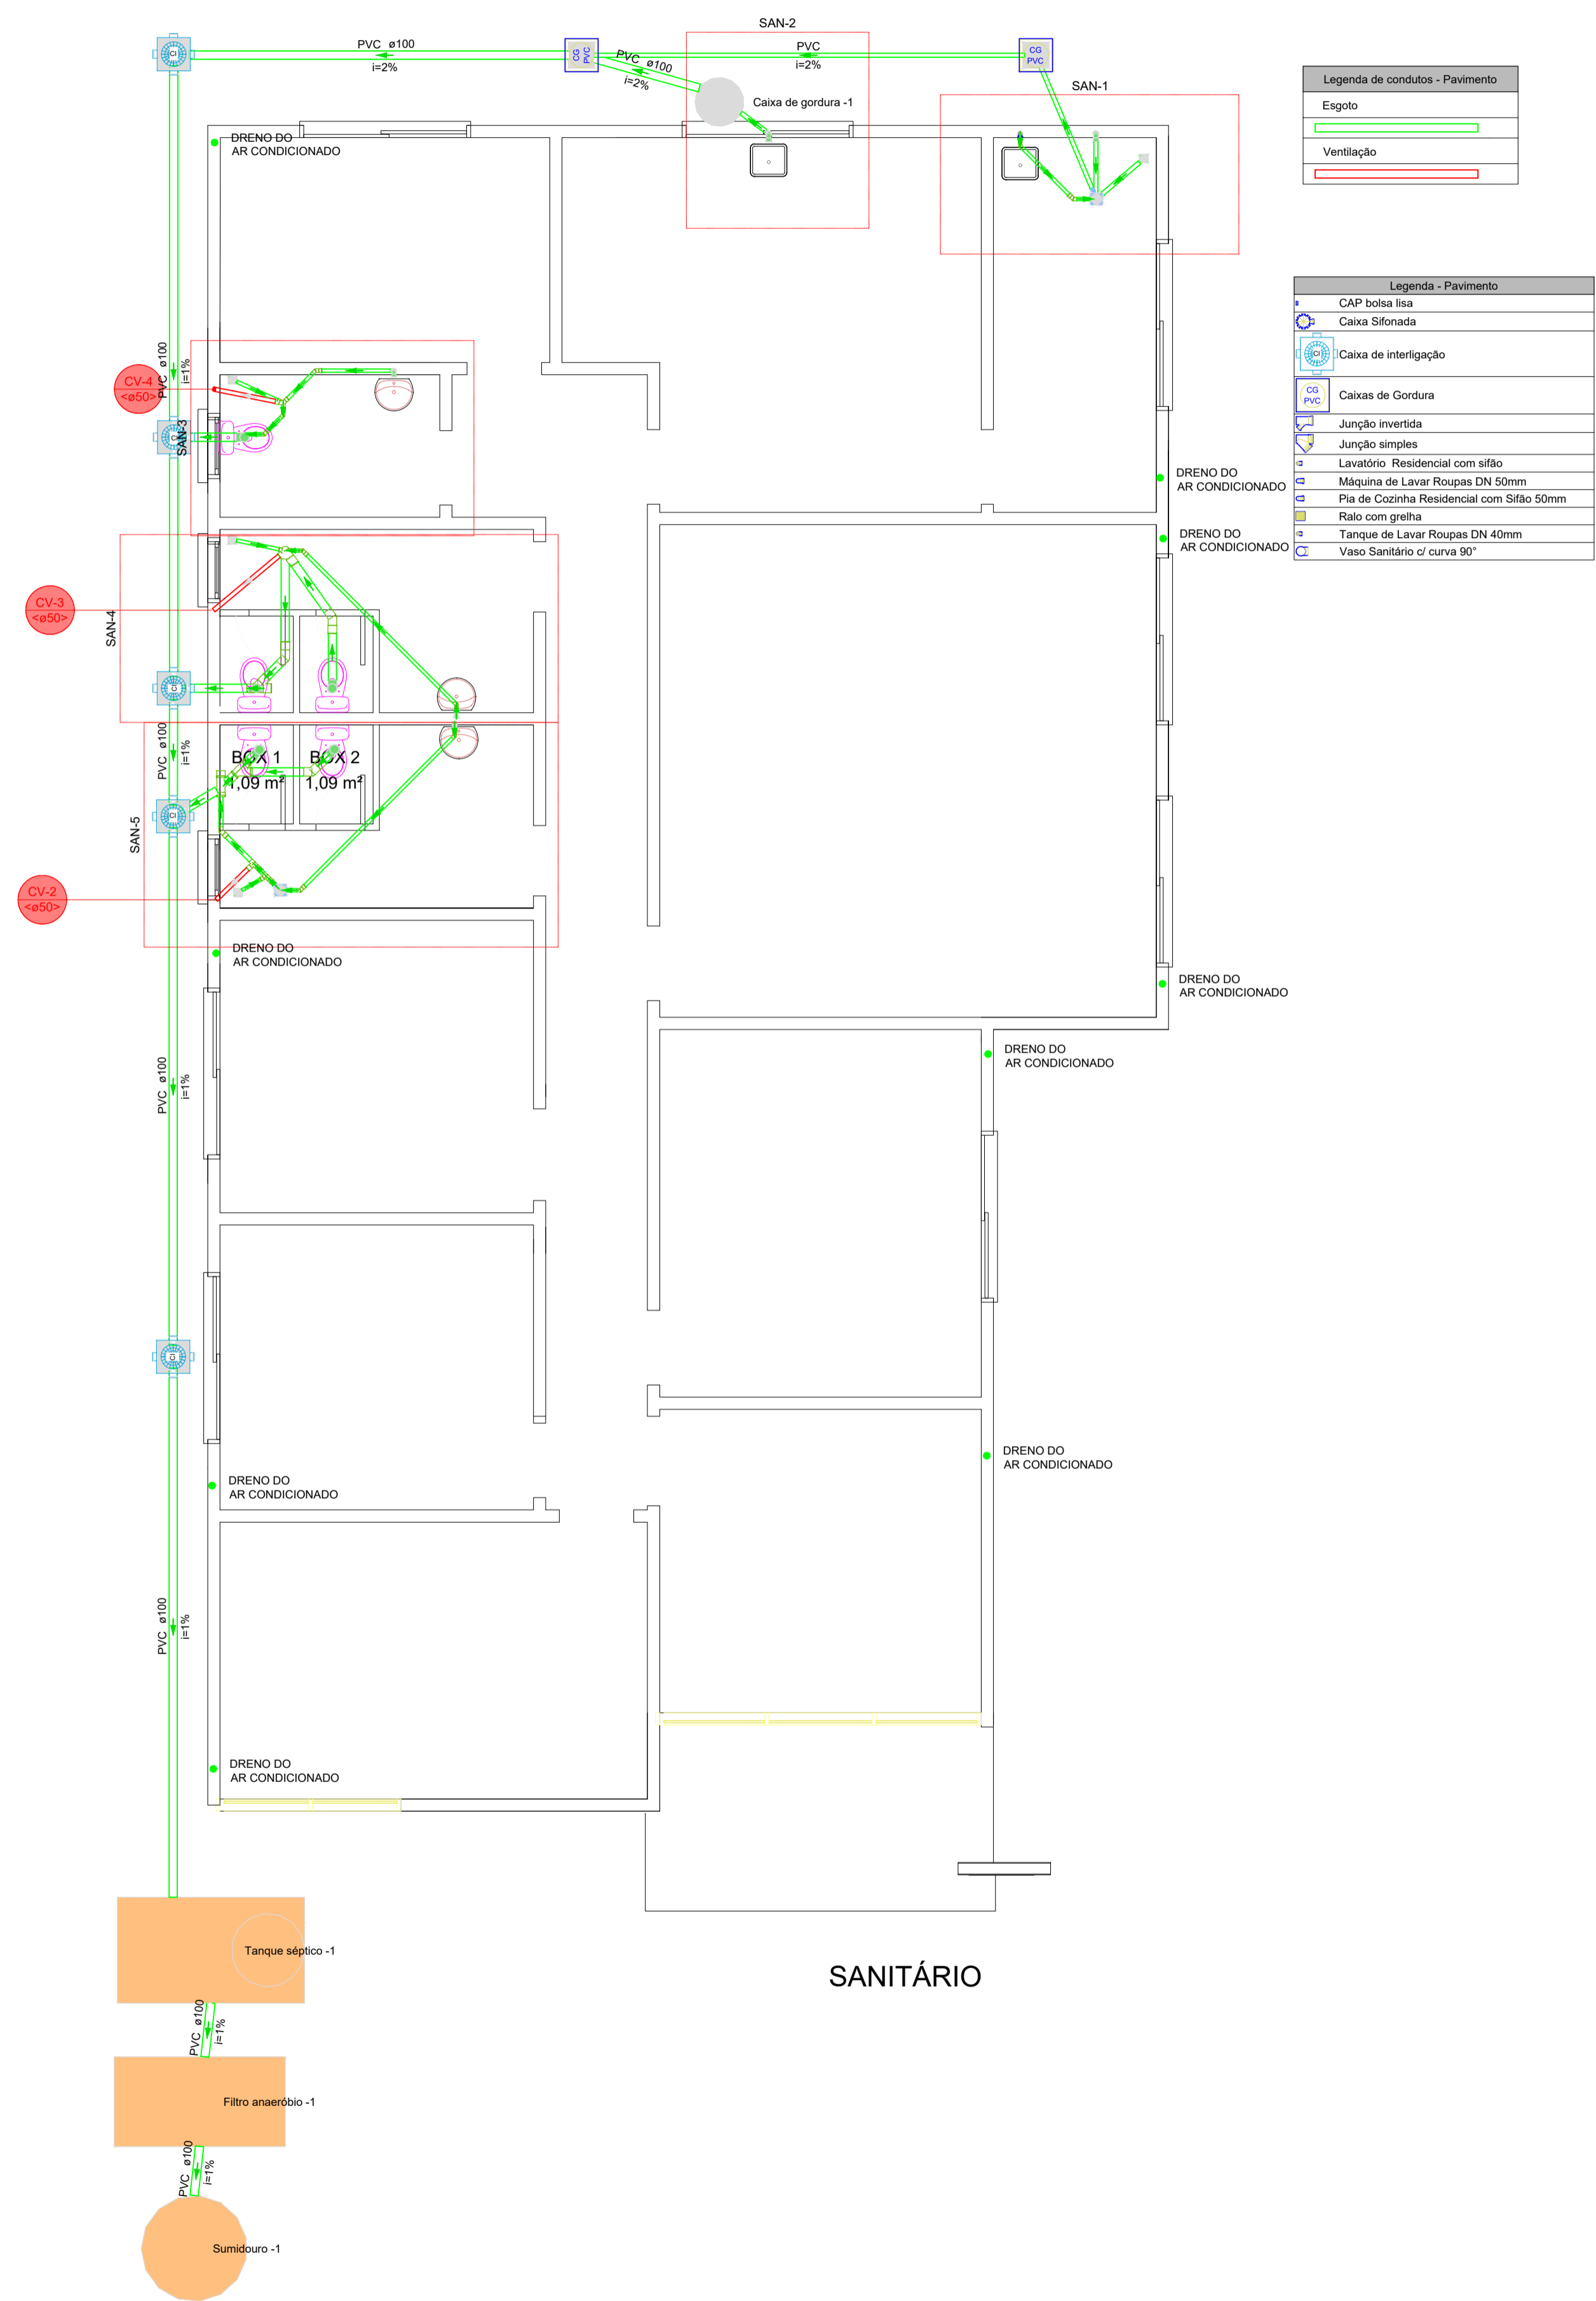 SAN-2
PVC ø100
i=2%
CG
PVC
PVC ø100
i=2%
PVC
i=2%
CG
PVC
CI
SAN-1
Caixa de gordura -1
DRENO DO
AR CONDICIONADO
Legenda de condutos - Pavimento
Esgoto
Ventilação
Legenda - Pavimento
CAP bolsa lisa
Caixa Sifonada
CI
Caixa de interligação
CG
PVC
Caixas de Gordura
Junção invertida
Junção simples
Lavatório Residencial com sifão
Máquina de Lavar Roupas DN 50mm
Pia de Cozinha Residencial com Sifão 50mm
Ralo com grelha
Tanque de Lavar Roupas DN 40mm
Vaso Sanitário c/ curva 90°
PVC ø100
i=1%
CV-4
<ø50>
SAN-3
CI
DRENO DO
AR CONDICIONADO
DRENO DO
AR CONDICIONADO
CV-3
<ø50>
SAN-4
CI
PVC ø100
i=1%
BOX 1
1,09 m²
BOX 2
1,09 m²
CI
SAN-5
CV-2
<ø50>
DRENO DO
AR CONDICIONADO
DRENO DO
AR CONDICIONADO
DRENO DO
AR CONDICIONADO
PVC ø100
i=1%
CI
DRENO DO
AR CONDICIONADO
DRENO DO
AR CONDICIONADO
PVC ø100
i=1%
DRENO DO
AR CONDICIONADO
Tanque séptico -1
SANITÁRIO
PVC ø100
i=1%
Filtro anaeróbio -1
PVC ø100
i=1%
Sumidouro -1